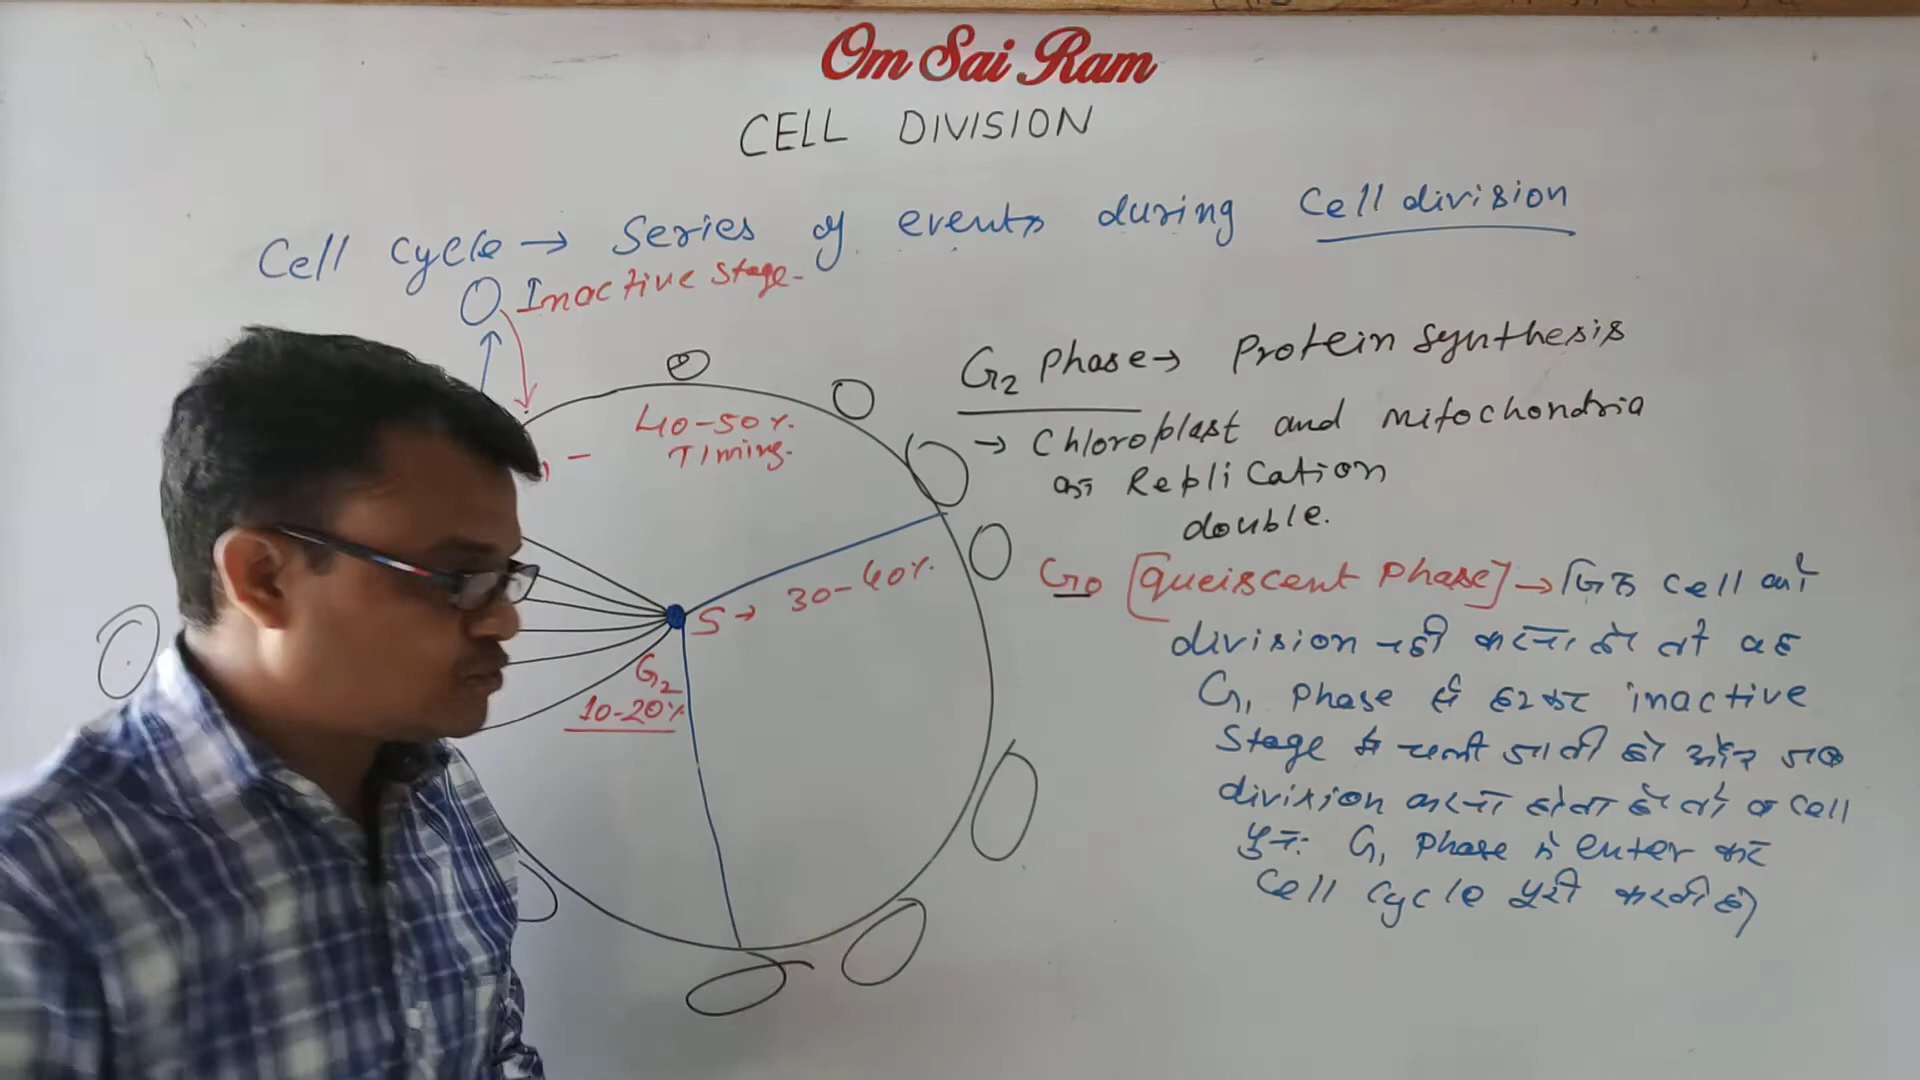 Om Sai Ram
CELL DIVISION
Cell cycle → Series of events during Cell division
Inactive Stage-
40-50%.
Timing.
S → 30-40%.
G2
10-20%
G2 Phase → Protein synthesis
→ Chloroplast and mitochondria
का Replication
double.
G0 [Queiscent Phase] → जिस cell को
division नही करना है तो वह
G1 phase से हटकर inactive
Stage में चली जाती है और जब
division करना होता है तो व cell
पुनः G1 phase में enter कर
Cell cycle पूरी करती है